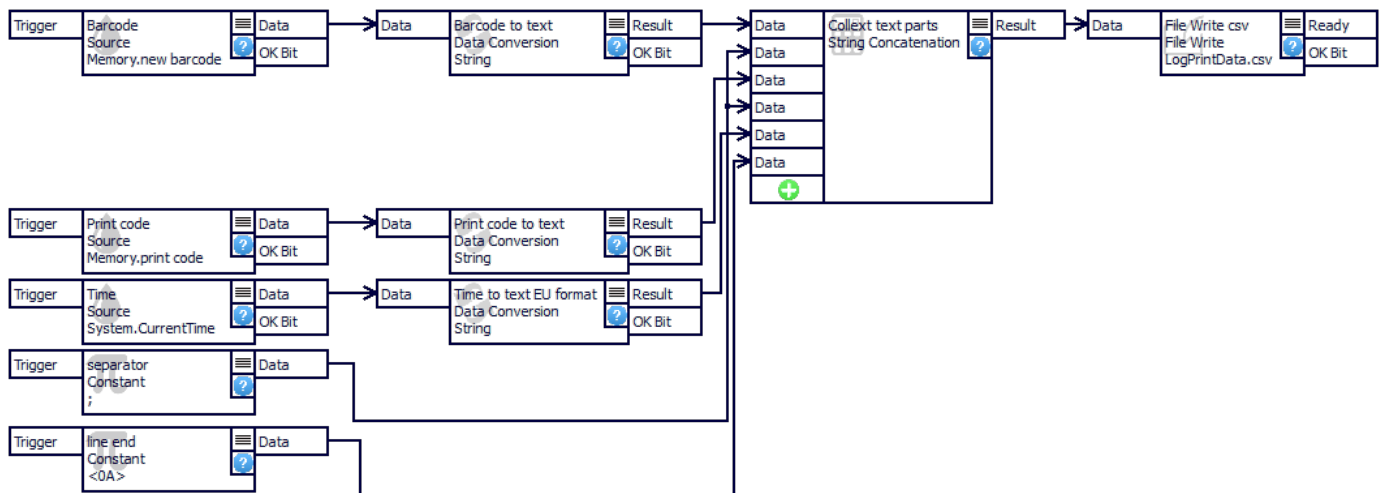 Trigger
Barcode
Source
Memory.new barcode
Data
OK Bit
Data
Barcode to text
Data Conversion
String
Result
OK Bit
Data
Data
Data
Data
Data
Data
Collext text parts
String Concatenation
Result
Data
File Write csv
File Write
LogPrintData.csv
Ready
OK Bit
Trigger
Print code
Source
Memory.print code
Data
OK Bit
Data
Print code to text
Data Conversion
String
Result
OK Bit
Trigger
Time
Source
System.CurrentTime
Data
OK Bit
Data
Time to text EU format
Data Conversion
String
Result
OK Bit
Trigger
separator
Constant
;
Data
Trigger
line end
Constant
<0A>
Data